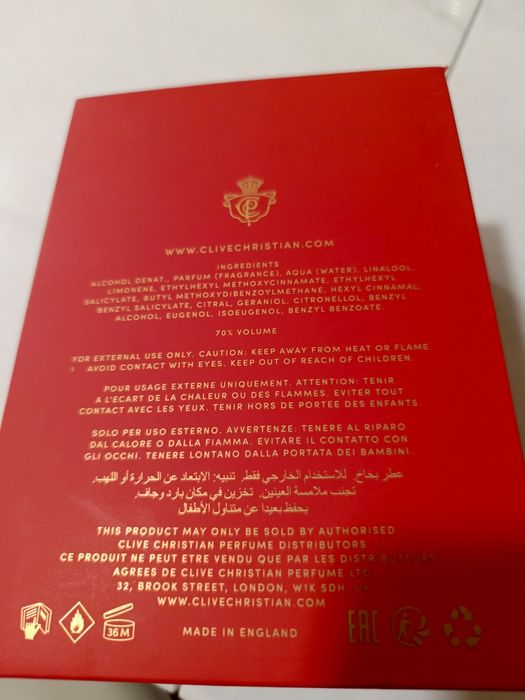 WWW.CLIVECHRISTIAN.COM
INGREDIENTS
ALCOHOL DENAT., PARFUM (FRAGRANCE), AQUA (WATER), LINALOOL,
LIMONENE, ETHYLHEXYL METHOXYCINNAMATE, ETHYLHEXYL
SALICYLATE, BUTYL METHOXYDIBENZOYLMETHANE, HEXYL CINNAMAL,
BENZYL SALICYLATE, CITRAL, GERANIOL, CITRONELLOL, BENZYL
ALCOHOL, EUGENOL, ISOEUGENOL, BENZYL BENZOATE.
70% VOLUME
FOR EXTERNAL USE ONLY. CAUTION: KEEP AWAY FROM HEAT OR FLAME.
AVOID CONTACT WITH EYES. KEEP OUT OF REACH OF CHILDREN.
POUR USAGE EXTERNE UNIQUEMENT. ATTENTION: TENIR
A L'ECART DE LA CHALEUR OU DES FLAMMES. EVITER TOUT
CONTACT AVEC LES YEUX. TENIR HORS DE PORTEE DES ENFANTS.
SOLO PER USO ESTERNO. AVVERTENZE: TENERE AL RIPARO
DAL CALORE O DALLA FIAMMA. EVITARE IL CONTATTO CON
GLI OCCHI. TENERE LONTANO DALLA PORTATA DEI BAMBINI.
عطر بخاخ. للاستخدام الخارجي فقط. تنبيه: الابتعاد عن الحرارة أو اللهب.
تجنب ملامسة العينين. تخزين في مكان بارد وجاف.
يحفظ بعيدا عن متناول الأطفال
THIS PRODUCT MAY ONLY BE SOLD BY AUTHORISED
CLIVE CHRISTIAN PERFUME DISTRIBUTORS
CE PRODUIT NE PEUT ETRE VENDU QUE PAR LES DISTRIBUTEURS
AGREES DE CLIVE CHRISTIAN PERFUME LTD
32, BROOK STREET, LONDON, W1K 5DH
WWW.CLIVECHRISTIAN.COM
36M
MADE IN ENGLAND
EAC